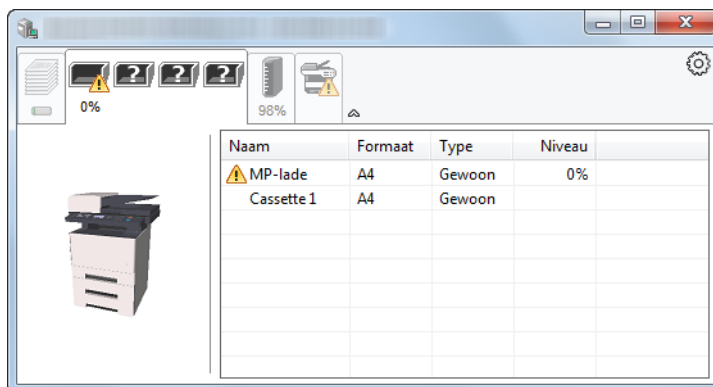 0%
98%
Naam Formaat Type Niveau
MP-lade A4 Gewoon 0%
Cassette 1 A4 Gewoon